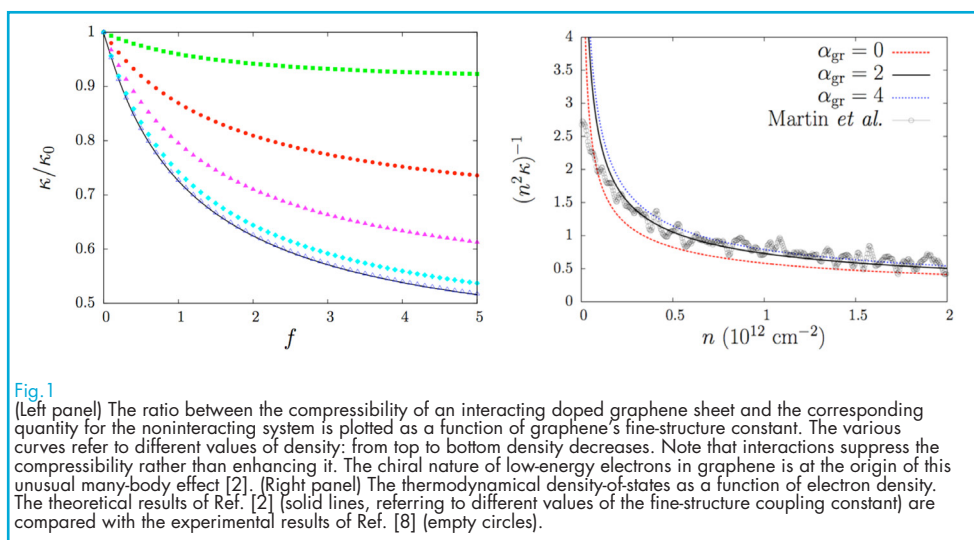 1
0.9
0.8
0.7
0.6
0.5
κ/κ0
0 1 2 3 4 5
f
4
3.5
3
2.5
2
1.5
1
0.5
0
(n²κ)⁻¹
αgr = 0
αgr = 2
αgr = 4
Martin et al.
0 0.5 1 1.5 2
n (10¹² cm⁻²)
Fig.1
(Left panel) The ratio between the compressibility of an interacting doped graphene sheet and the corresponding
quantity for the noninteracting system is plotted as a function of graphene's fine-structure constant. The various
curves refer to different values of density: from top to bottom density decreases. Note that interactions suppress the
compressibility rather than enhancing it. The chiral nature of low-energy electrons in graphene is at the origin of this
unusual many-body effect [2]. (Right panel) The thermodynamical density-of-states as a function of electron density.
The theoretical results of Ref. [2] (solid lines, referring to different values of the fine-structure coupling constant) are
compared with the experimental results of Ref. [8] (empty circles).